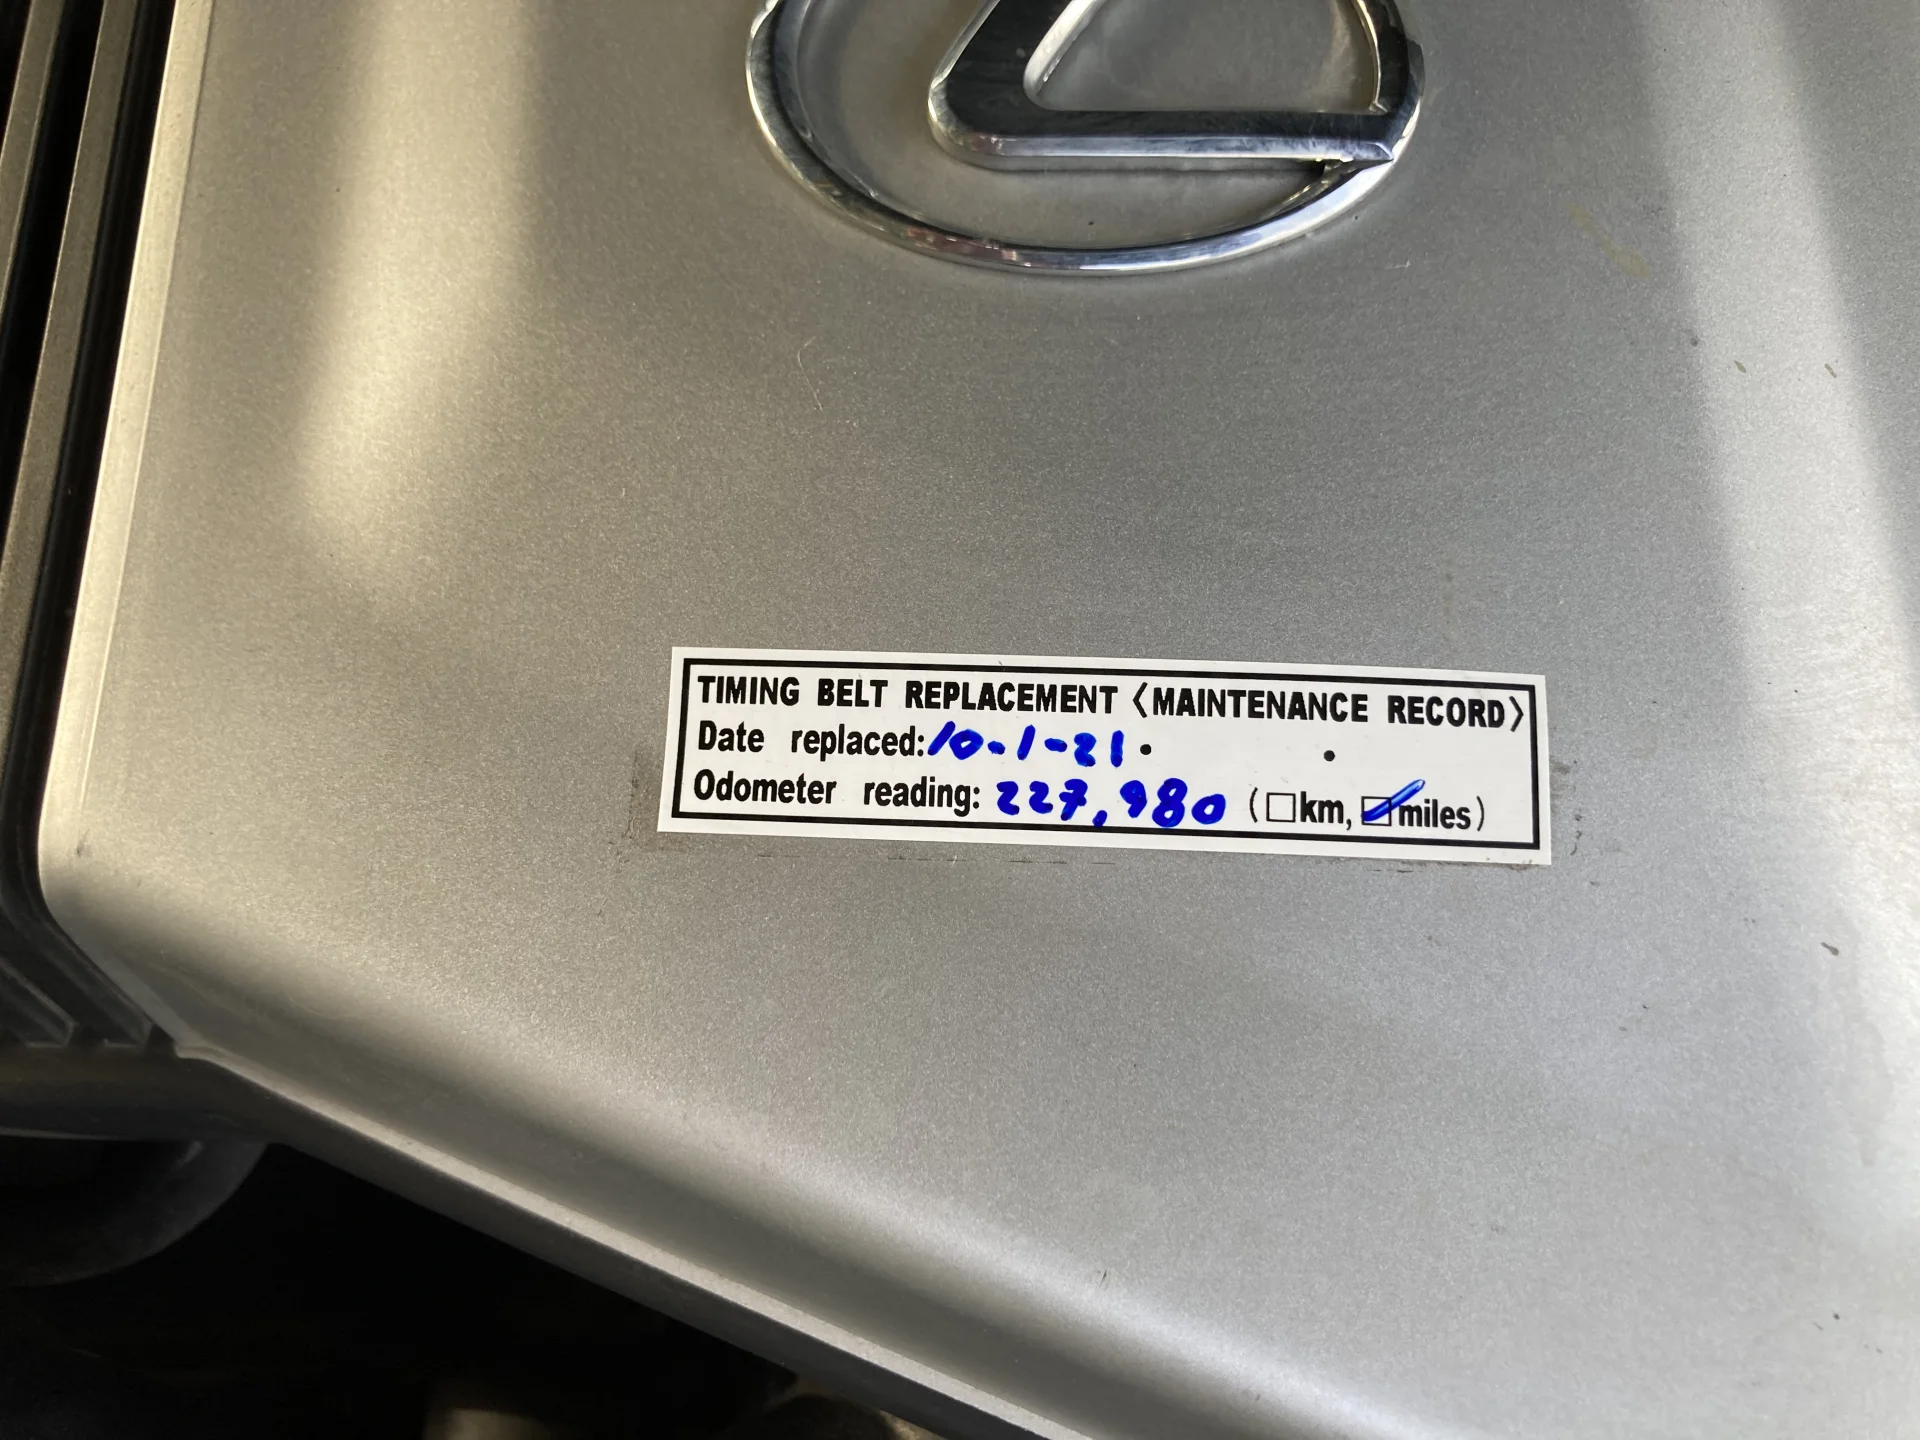 TIMING BELT REPLACEMENT 〈MAINTENANCE RECORD〉
Date replaced: 10-1-21 · ·
Odometer reading: 227,980 (☐km, ☑miles)